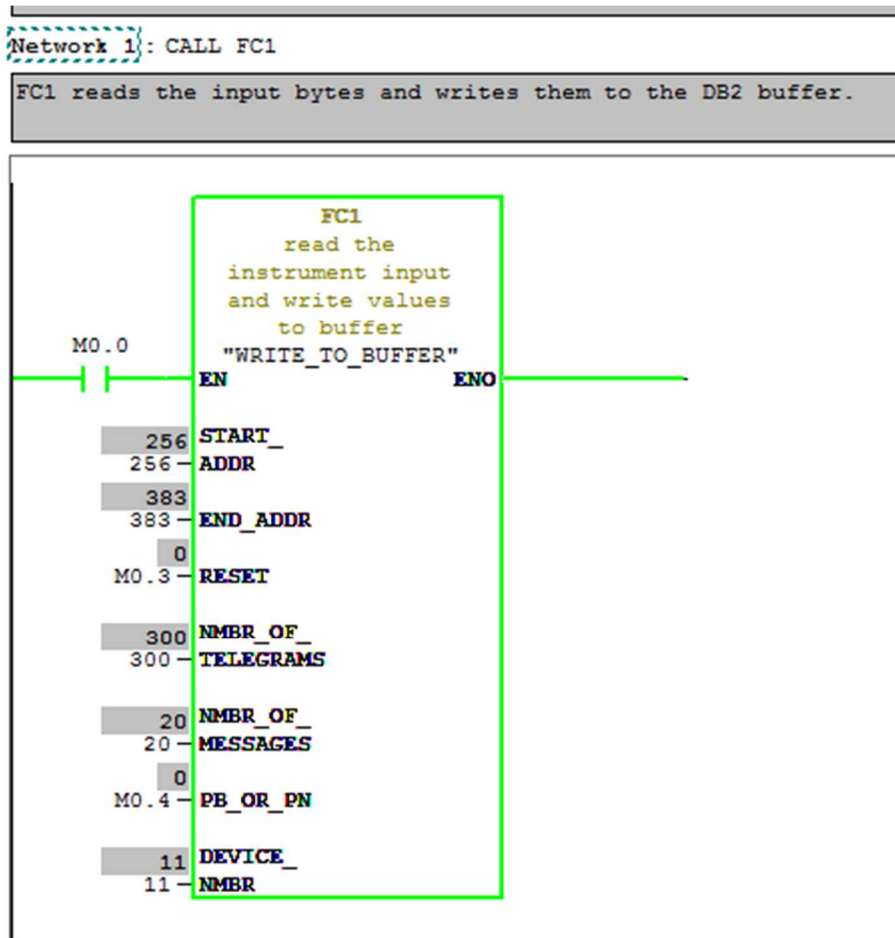 Network 1: CALL FC1
FC1 reads the input bytes and writes them to the DB2 buffer.
FC1
read the
instrument input
and write values
to buffer
M0.0
"WRITE_TO_BUFFER"
EN ENO
256 START_
256 ADDR
383
383 END_ADDR
0
M0.3 RESET
300 NMBR_OF_
300 TELEGRAMS
20 NMBR_OF_
20 MESSAGES
0
M0.4 PB_OR_PN
11 DEVICE_
11 NMBR